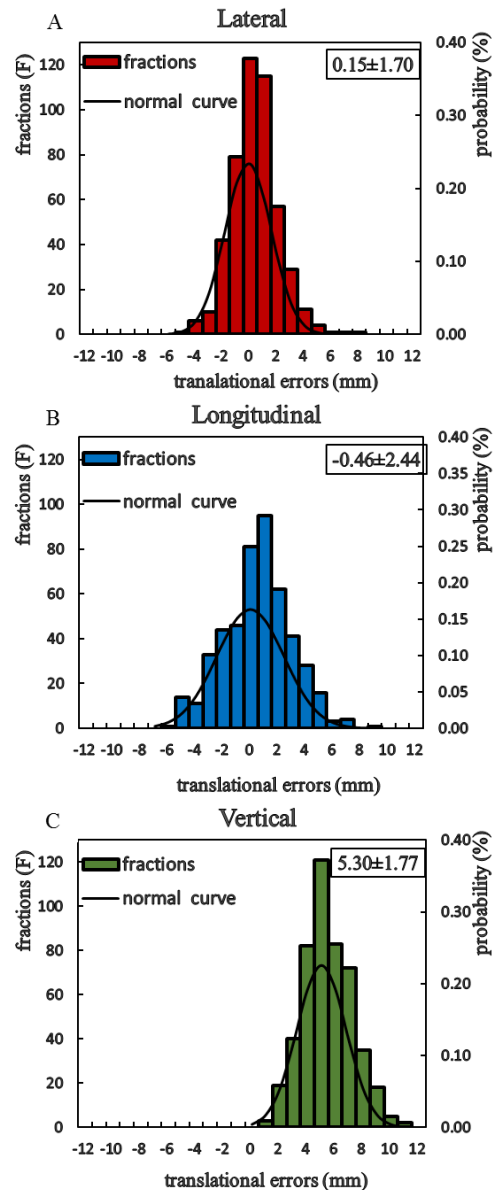 A Lateral
fractions (F)
120
100
80
60
40
20
0
fractions
normal curve
0.15±1.70
0.40
0.30
0.20
0.10
0.00
probability (%)
-12 -10 -8 -6 -4 -2 0 2 4 6 8 10 12
tranalational errors (mm)
B Longitudinal
fractions (F)
120
100
80
60
40
20
0
fractions
normal curve
-0.46±2.44
0.40
0.35
0.30
0.25
0.20
0.15
0.10
0.05
0.00
probability (%)
-12 -10 -8 -6 -4 -2 0 2 4 6 8 10 12
translational errors (mm)
C Vertical
fractions (F)
120
100
80
60
40
20
0
fractions
normal curve
5.30±1.77
0.40
0.30
0.20
0.10
0.00
probability (%)
-12 -10 -8 -6 -4 -2 0 2 4 6 8 10 12
translational errors (mm)